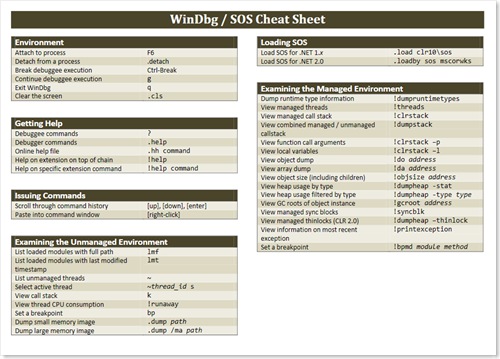 WinDbg / SOS Cheat Sheet
Environment
Attach to process F6
Detach from a process .detach
Break debuggee execution Ctrl-Break
Continue debuggee execution g
Exit WinDbg q
Clear the screen .cls
Getting Help
Debuggee commands ?
Debugger commands .help
Online help file .hh command
Help on extension on top of chain !help
Help on specific extension command !help command
Issuing Commands
Scroll through command history [up], [down], [enter]
Paste into command window [right-click]
Examining the Unmanaged Environment
List loaded modules with full path lmf
List loaded modules with last modified lmt
timestamp
List unmanaged threads ~
Select active thread ~thread_id s
View call stack k
View thread CPU consumption !runaway
Set a breakpoint bp
Dump small memory image .dump path
Dump large memory image .dump /ma path
Loading SOS
Load SOS for .NET 1.x .load clr10\sos
Load SOS for .NET 2.0 .loadby sos mscorwks
Examining the Managed Environment
Dump runtime type information !dumpruntimetypes
View managed threads !threads
View managed call stack !clrstack
View combined managed / unmanaged !dumpstack
callstack
View function call arguments !clrstack -p
View local variables !clrstack -l
View object dump !do address
View array dump !da address
View object size (including children) !objsize address
View heap usage by type !dumpheap -stat
View heap usage filtered by type !dumpheap -type type
View GC roots of object instance !gcroot address
View managed sync blocks !syncblk
View managed thinlocks (CLR 2.0) !dumpheap -thinlock
View information on most recent !printexception
exception
Set a breakpoint !bpmd module method